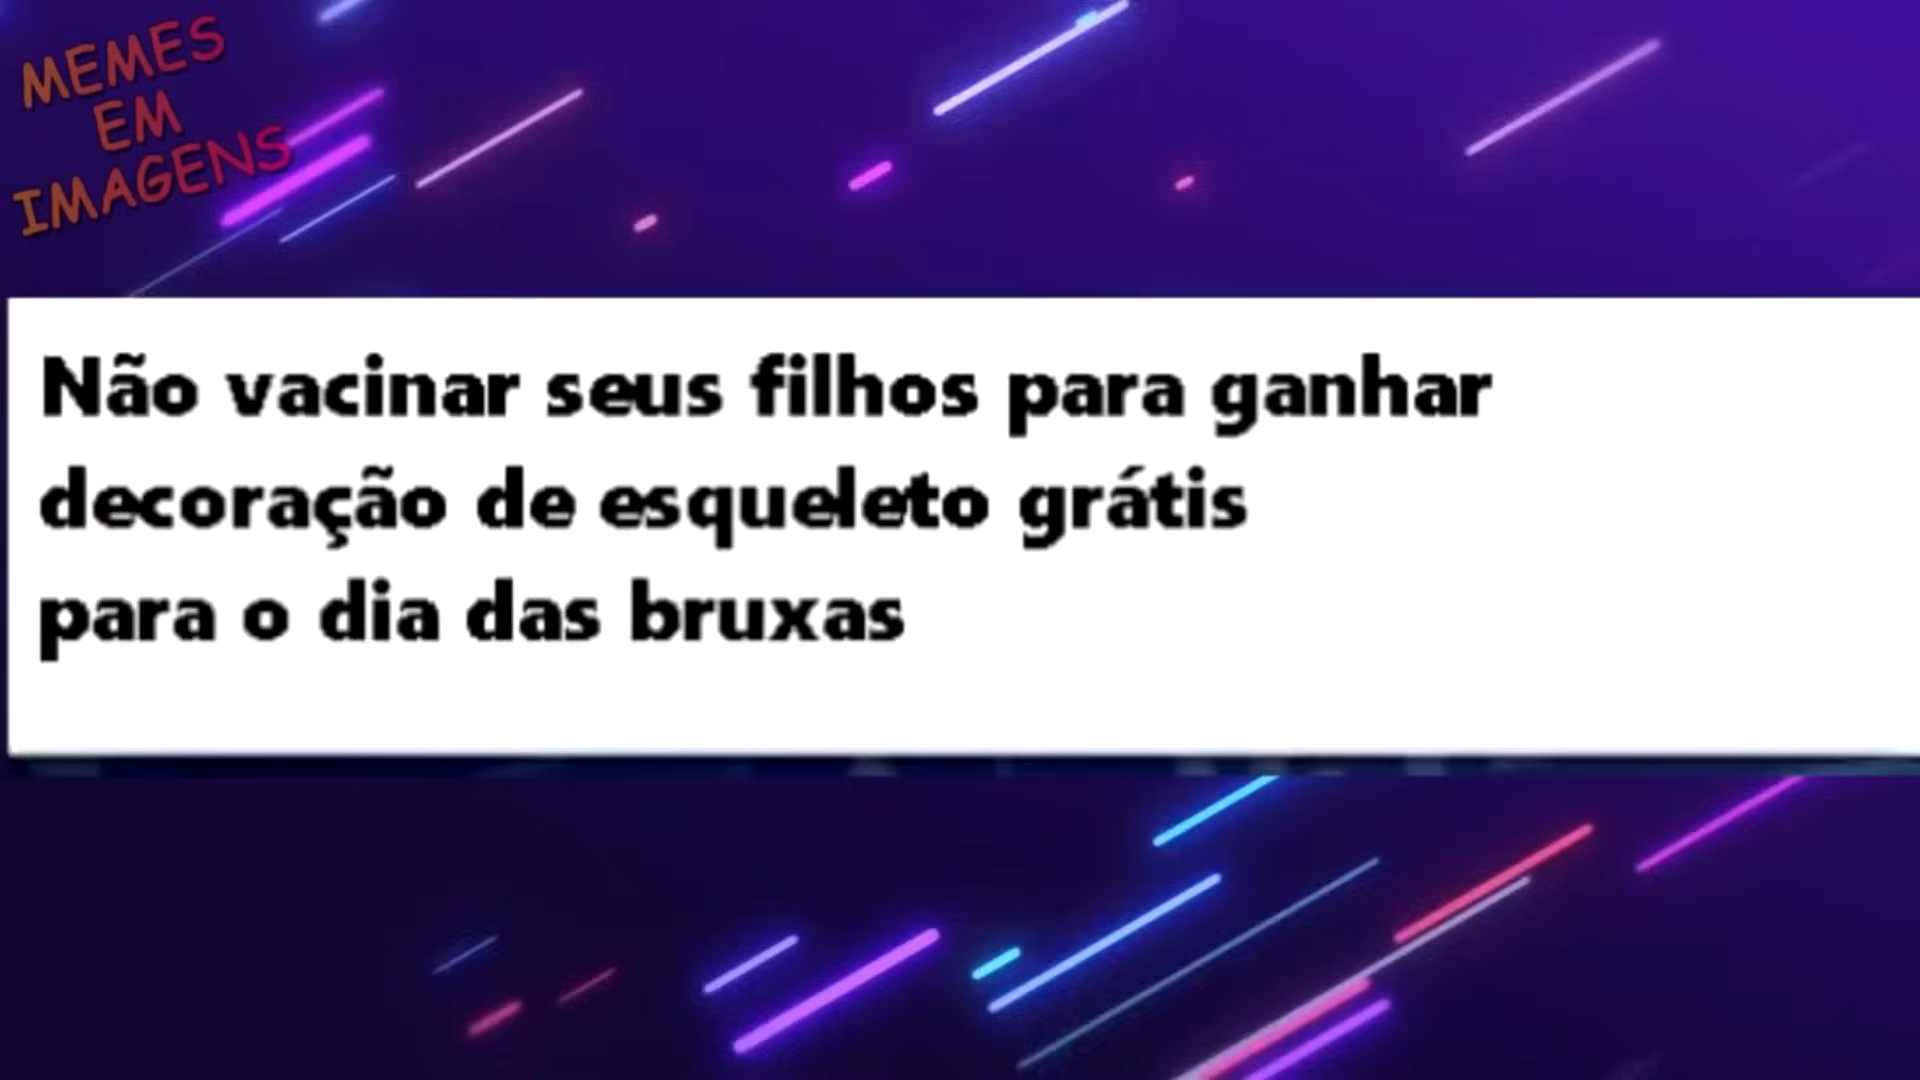 MEMES
EM
IMAGENS
Não vacinar seus filhos para ganhar
decoração de esqueleto grátis
para o dia das bruxas